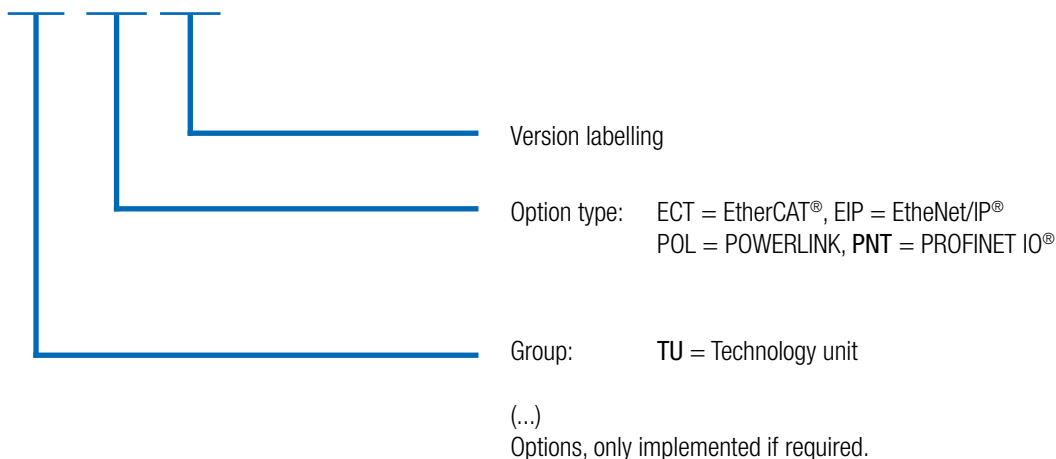 Version labelling
Option type: ECT = EtherCAT®, EIP = EtheNet/IP®
POL = POWERLINK, PNT = PROFINET IO®
Group: TU = Technology unit
(...)
Options, only implemented if required.